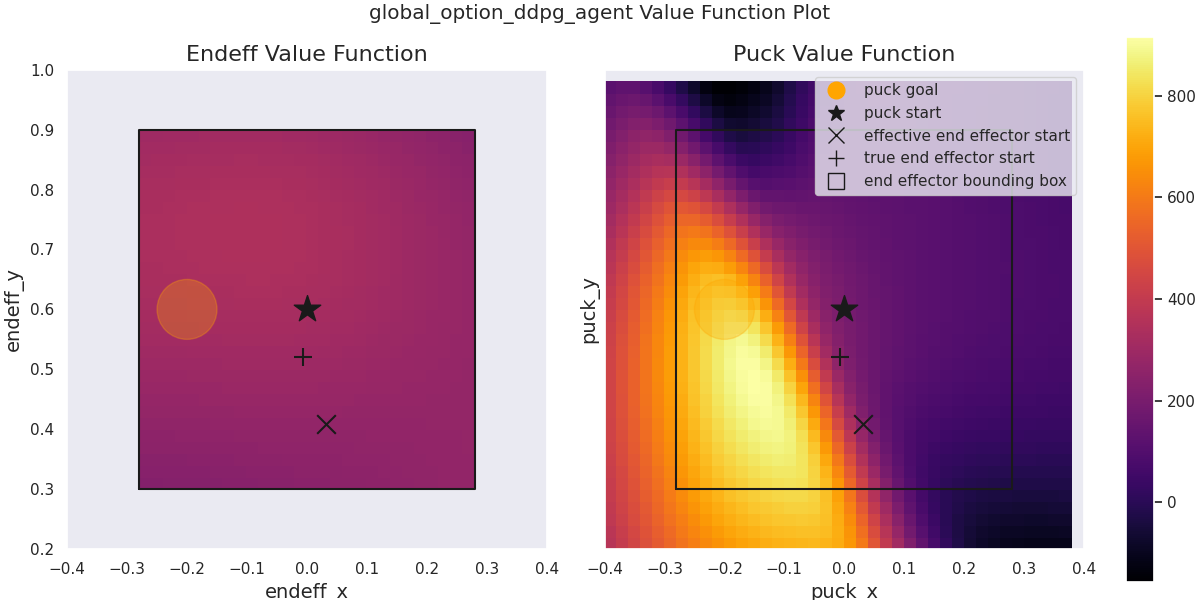 global_option_ddpg_agent Value Function Plot
Endeff Value Function
1.0
0.9
0.8
0.7
0.6
0.5
0.4
0.3
0.2
endeff_y
−0.4 −0.3 −0.2 −0.1 0.0 0.1 0.2 0.3 0.4
endeff_x
Puck Value Function
puck goal
puck start
effective end effector start
true end effector start
end effector bounding box
puck_y
−0.4 −0.3 −0.2 −0.1 0.0 0.1 0.2 0.3 0.4
puck_x
800
600
400
200
0